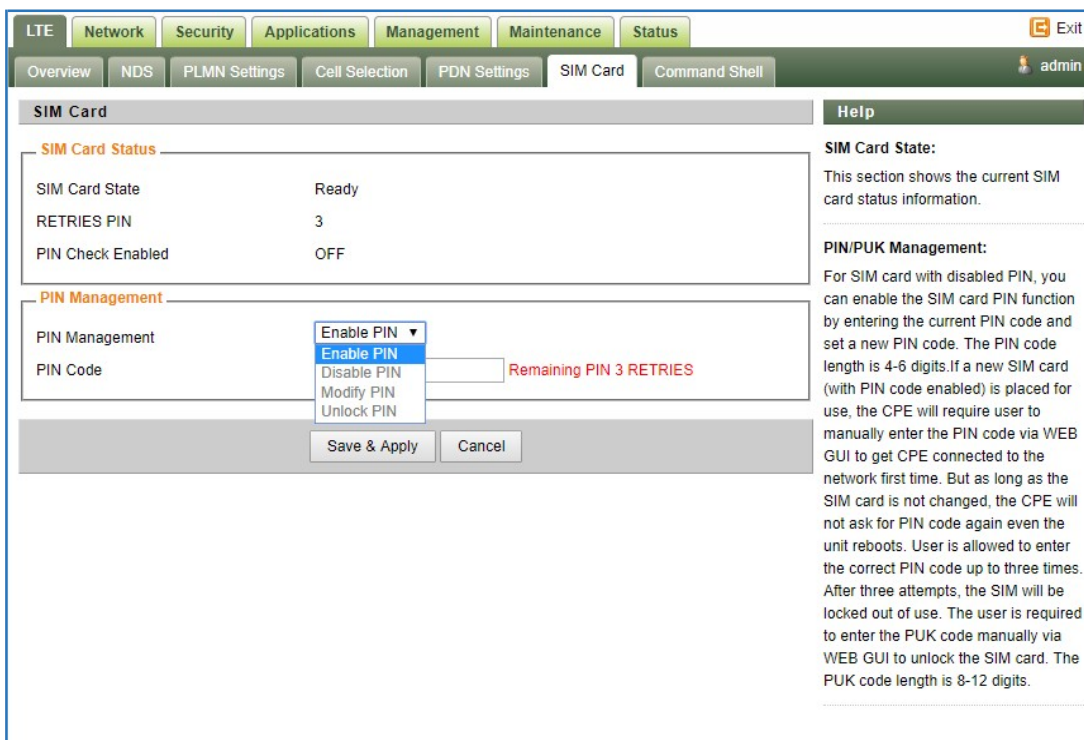 LTE Network Security Applications Management Maintenance Status Exit
Overview NDS PLMN Settings Cell Selection PDN Settings SIM Card Command Shell admin
SIM Card
SIM Card Status
SIM Card State Ready
RETRIES PIN 3
PIN Check Enabled OFF
PIN Management
PIN Management Enable PIN
Enable PIN
Disable PIN
Modify PIN
Unlock PIN
PIN Code Remaining PIN 3 RETRIES
Save & Apply Cancel
Help
SIM Card State:
This section shows the current SIM
card status information.
PIN/PUK Management:
For SIM card with disabled PIN, you
can enable the SIM card PIN function
by entering the current PIN code and
set a new PIN code. The PIN code
length is 4-6 digits.If a new SIM card
(with PIN code enabled) is placed for
use, the CPE will require user to
manually enter the PIN code via WEB
GUI to get CPE connected to the
network first time. But as long as the
SIM card is not changed, the CPE will
not ask for PIN code again even the
unit reboots. User is allowed to enter
the correct PIN code up to three times.
After three attempts, the SIM will be
locked out of use. The user is required
to enter the PUK code manually via
WEB GUI to unlock the SIM card. The
PUK code length is 8-12 digits.